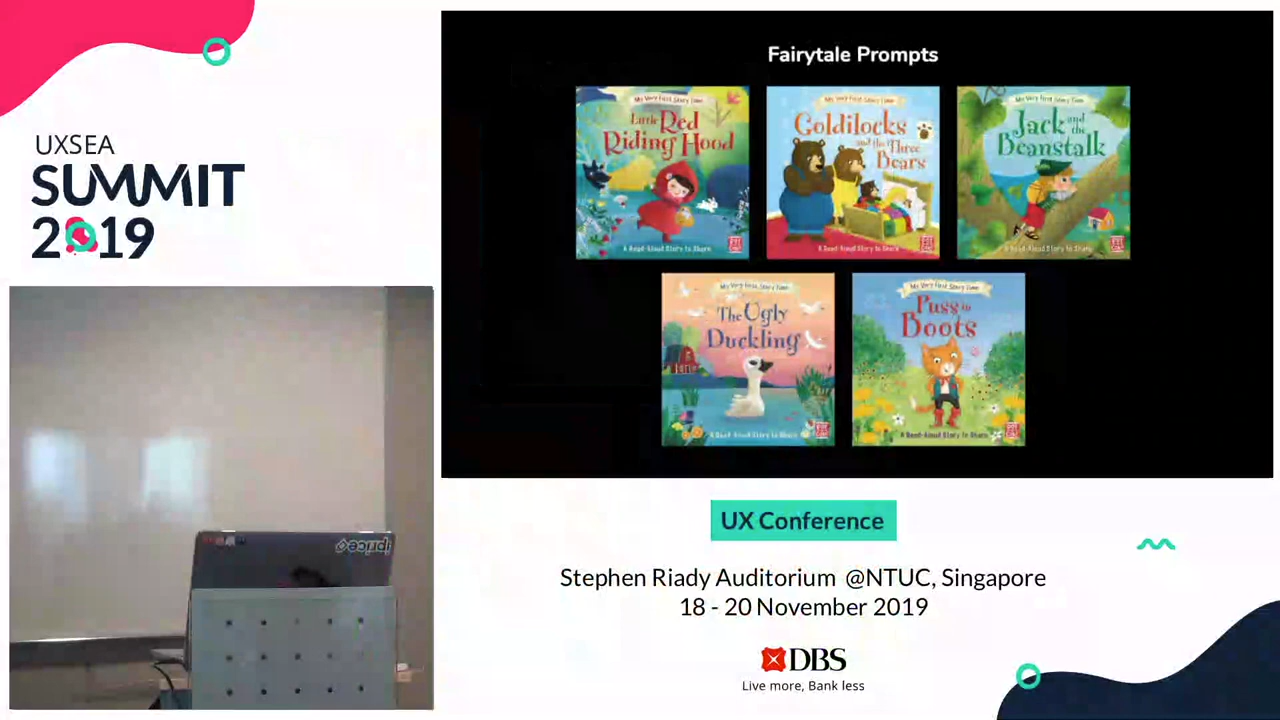 UXSEA
SUMMIT
2019
Fairytale Prompts
My Very First Story Time
Little Red
Riding Hood
A Read-Aloud Story to Share
My Very First Story Time
Goldilocks
and the Three
Bears
A Read-Aloud Story to Share
My Very First Story Time
Jack and
the
Beanstalk
A Read-Aloud Story to Share
My Very First Story Time
The Ugly
Duckling
A Read-Aloud Story to Share
My Very First Story Time
Puss in
Boots
A Read-Aloud Story to Share
iprice
UX Conference
Stephen Riady Auditorium @NTUC, Singapore
18 - 20 November 2019
DBS
Live more, Bank less